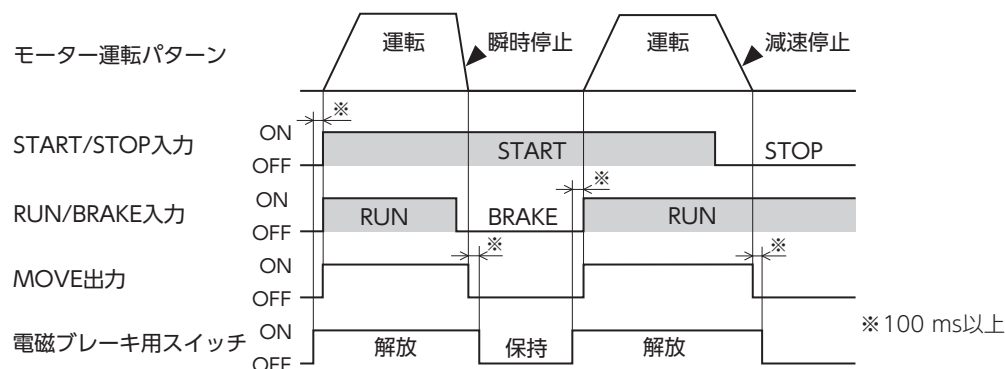 モーター運転パターン
運転
瞬時停止
運転
減速停止
※
START/STOP入力
ON
OFF
START
STOP
※
RUN/BRAKE入力
ON
OFF
RUN
BRAKE
RUN
※
※
MOVE出力
ON
OFF
電磁ブレーキ用スイッチ
ON
OFF
解放
保持
解放
※100 ms以上